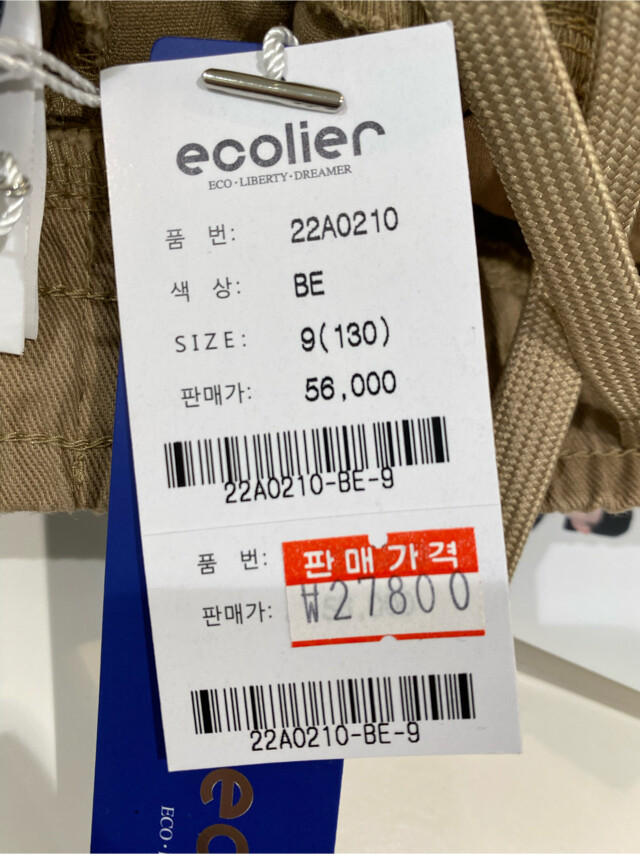 ecolier
ECO·LIBERTY·DREAMER
품 번: 22A0210
색 상: BE
SIZE: 9(130)
판매가: 56,000
22A0210-BE-9
품 번: 판매가격
판매가: ₩27800
22A0210-BE-9
ec
ECO·